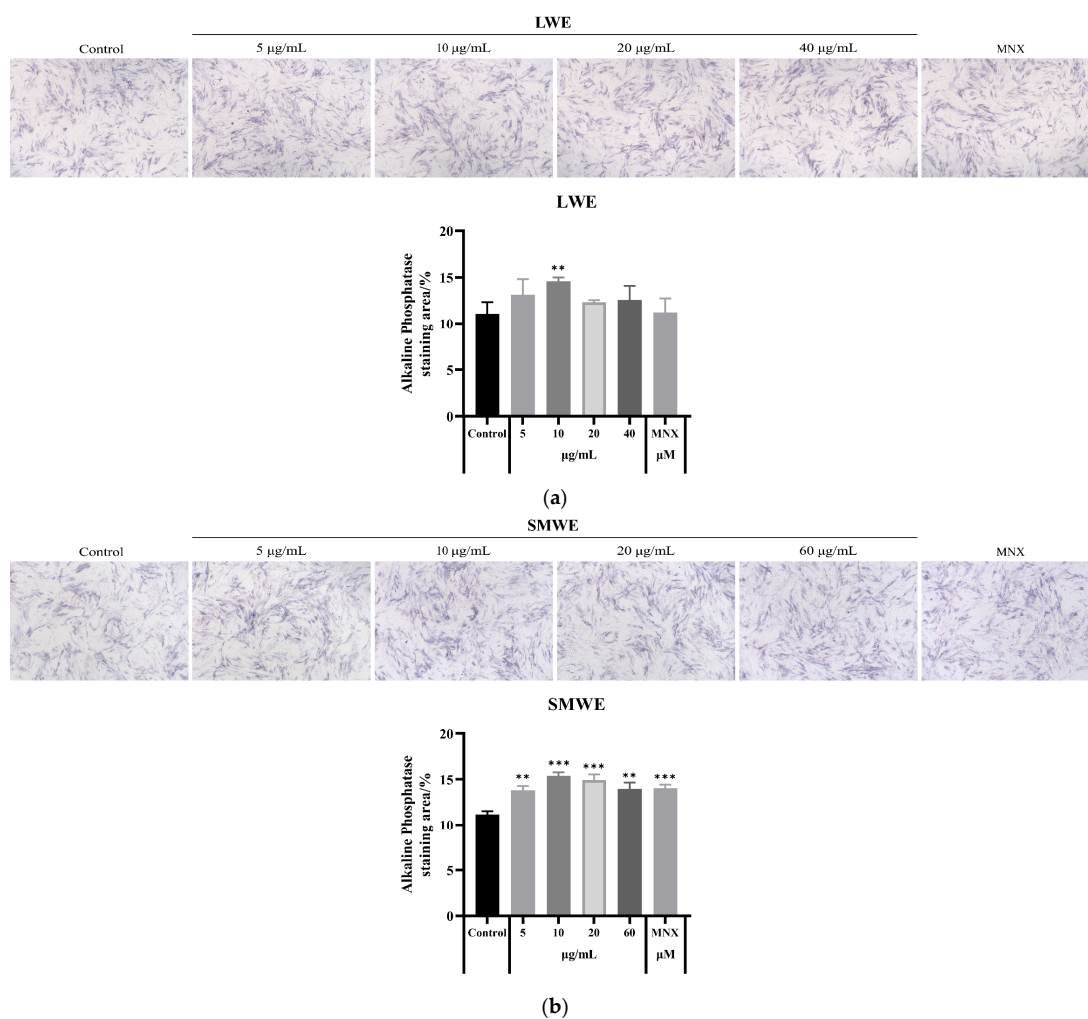 LWE
Control 5 µg/mL 10 µg/mL 20 µg/mL 40 µg/mL MNX
LWE
Alkaline Phosphatase
staining area/%
20
15
10
5
0
**
Control 5 10 20 40 MNX
µg/mL µM
(a)
SMWE
Control 5 µg/mL 10 µg/mL 20 µg/mL 60 µg/mL MNX
SMWE
Alkaline Phosphatase
staining area/%
20
15
10
5
0
** *** *** ** ***
Control 5 10 20 60 MNX
µg/mL µM
(b)